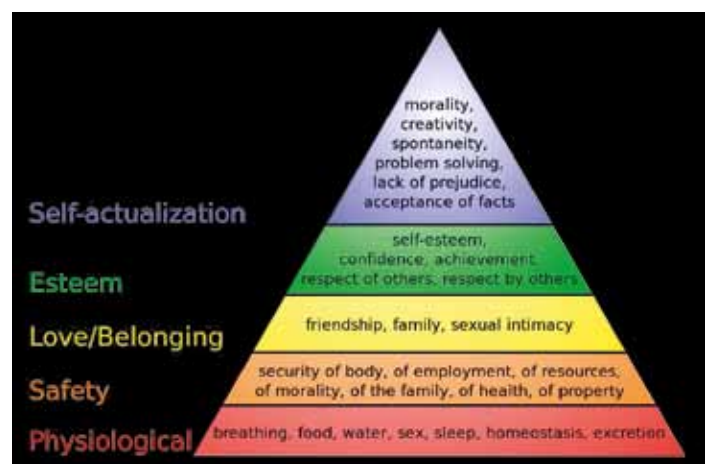 morality,
creativity,
spontaneity,
problem solving,
lack of prejudice,
acceptance of facts
Self-actualization
self-esteem,
confidence, achievement,
respect of others, respect by others
Esteem
friendship, family, sexual intimacy
Love/Belonging
security of body, of employment, of resources,
of morality, of the family, of health, of property
Safety
breathing, food, water, sex, sleep, homeostasis, excretion
Physiological